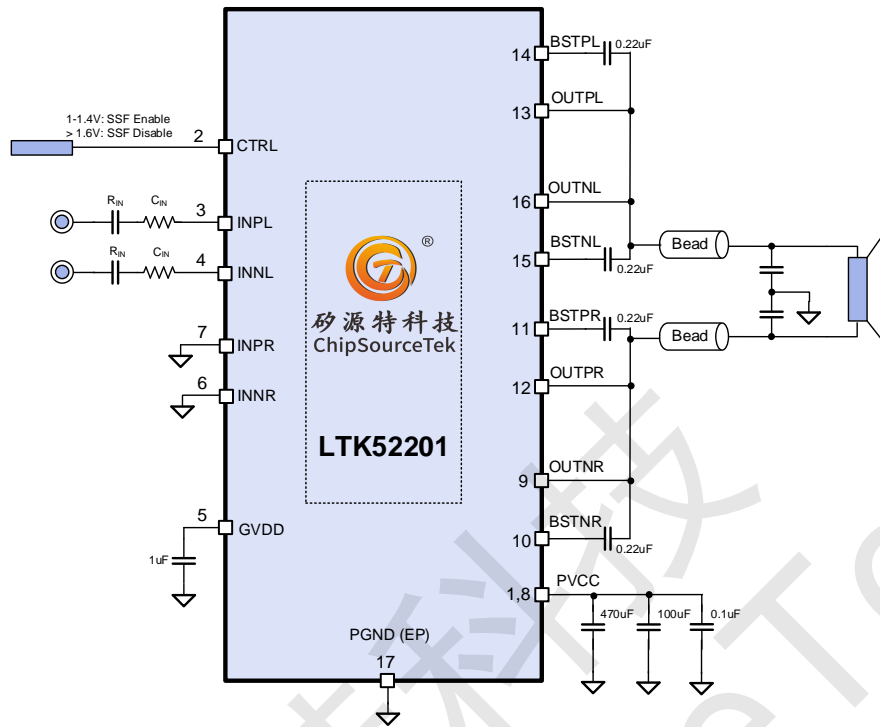 14
BSTPL
0.22uF
13
OUTPL
1-1.4V: SSF Enable
> 1.6V: SSF Disable
2
CTRL
OUTNL
16
RIN
CIN
3
INPL
BSTNL
15
0.22uF
Bead
RIN
CIN
4
INNL
®
矽源特科技
ChipSourceTek
BSTPR
11
0.22uF
Bead
7
INPR
OUTPR
12
6
INNR
LTK52201
OUTNR
9
5
GVDD
1uF
BSTNR
10
0.22uF
PVCC
1,8
470uF
100uF
0.1uF
PGND (EP)
17
科技
eTe